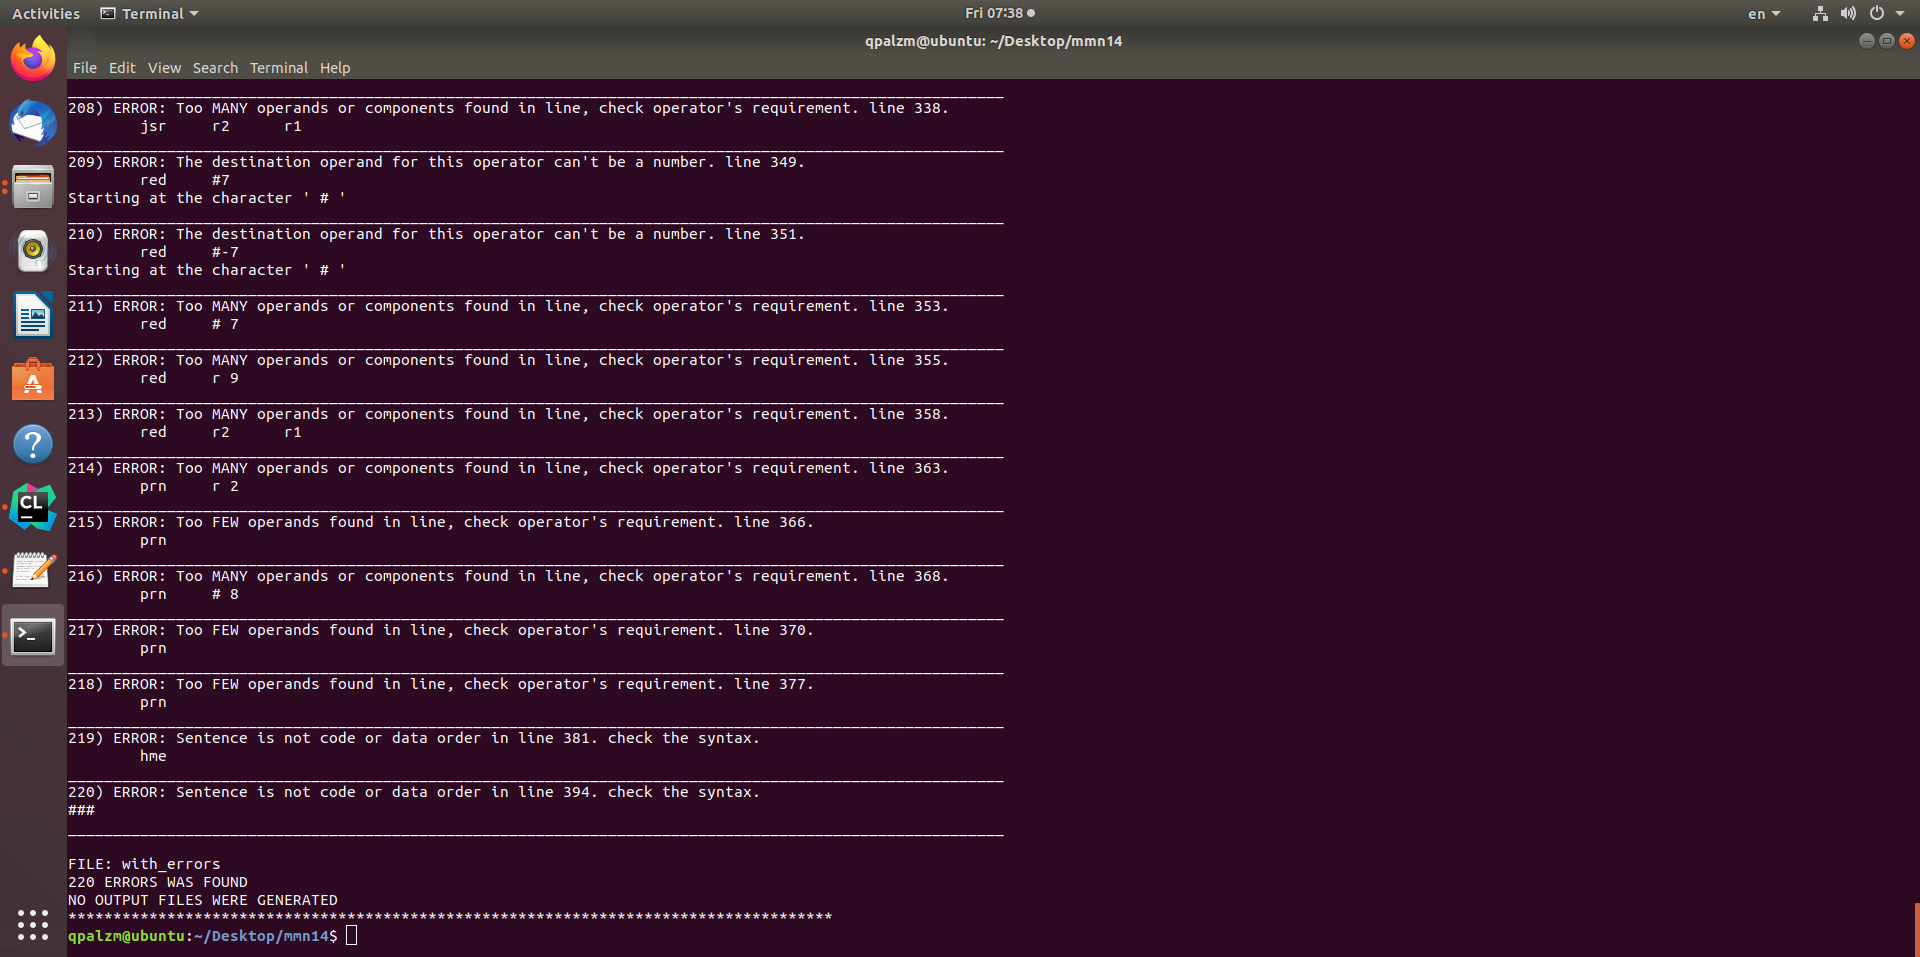 Activities Terminal Fri 07:38 en
qpalzm@ubuntu: ~/Desktop/mmn14
File Edit View Search Terminal Help
208) ERROR: Too MANY operands or components found in line, check operator's requirement. line 338.
jsr r2 r1
209) ERROR: The destination operand for this operator can't be a number. line 349.
red #7
Starting at the character ' # '
210) ERROR: The destination operand for this operator can't be a number. line 351.
red #-7
Starting at the character ' # '
211) ERROR: Too MANY operands or components found in line, check operator's requirement. line 353.
red # 7
212) ERROR: Too MANY operands or components found in line, check operator's requirement. line 355.
red r 9
213) ERROR: Too MANY operands or components found in line, check operator's requirement. line 358.
red r2 r1
214) ERROR: Too MANY operands or components found in line, check operator's requirement. line 363.
prn r 2
215) ERROR: Too FEW operands found in line, check operator's requirement. line 366.
prn
216) ERROR: Too MANY operands or components found in line, check operator's requirement. line 368.
prn # 8
217) ERROR: Too FEW operands found in line, check operator's requirement. line 370.
prn
218) ERROR: Too FEW operands found in line, check operator's requirement. line 377.
prn
219) ERROR: Sentence is not code or data order in line 381. check the syntax.
hme
220) ERROR: Sentence is not code or data order in line 394. check the syntax.
###
FILE: with_errors
220 ERRORS WAS FOUND
NO OUTPUT FILES WERE GENERATED
*************************************************************************************
qpalzm@ubuntu:~/Desktop/mmn14$
CL